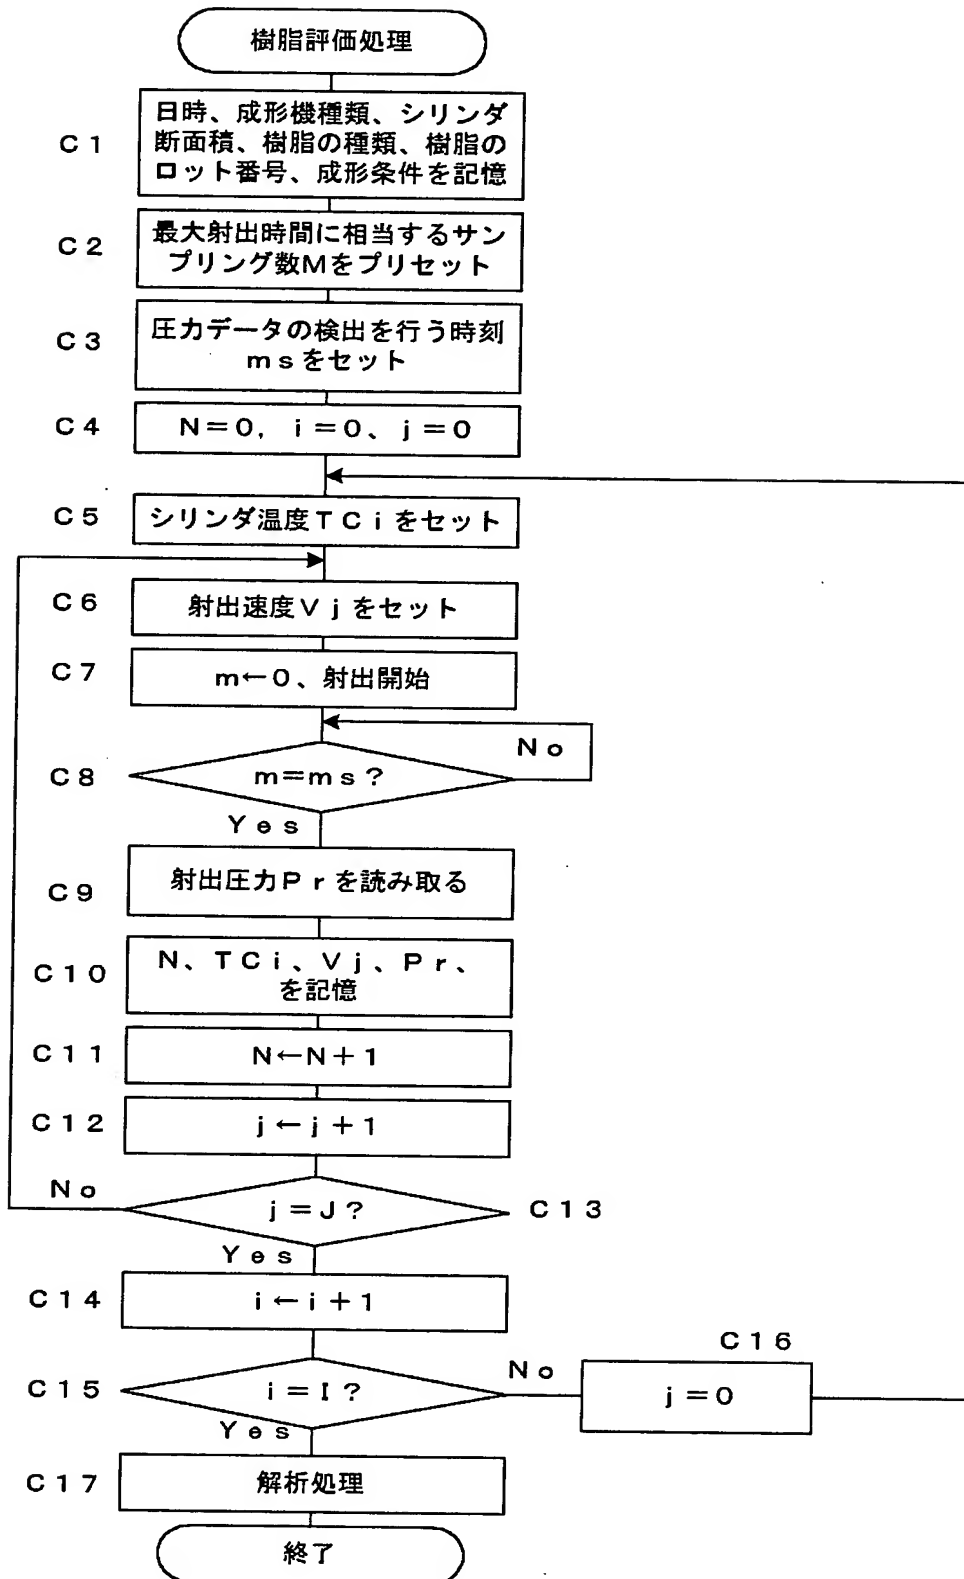 樹脂評価処理
C1
日時、成形機種類、シリンダ
断面積、樹脂の種類、樹脂の
ロット番号、成形条件を記憶
C2
最大射出時間に相当するサン
プリング数Mをプリセット
C3
圧力データの検出を行う時刻
msをセット
C4
N=0, i=0、j=0
C5
シリンダ温度TCiをセット
C6
射出速度Vjをセット
C7
m←0、射出開始
C8
m=ms?
No
Yes
C9
射出圧力Prを読み取る
C10
N、TCi、Vj、Pr、
を記憶
C11
N←N+1
C12
j←j+1
No
j=J?
C13
Yes
C14
i←i+1
C15
i=I?
No
C16
j=0
Yes
C17
解析処理
終了